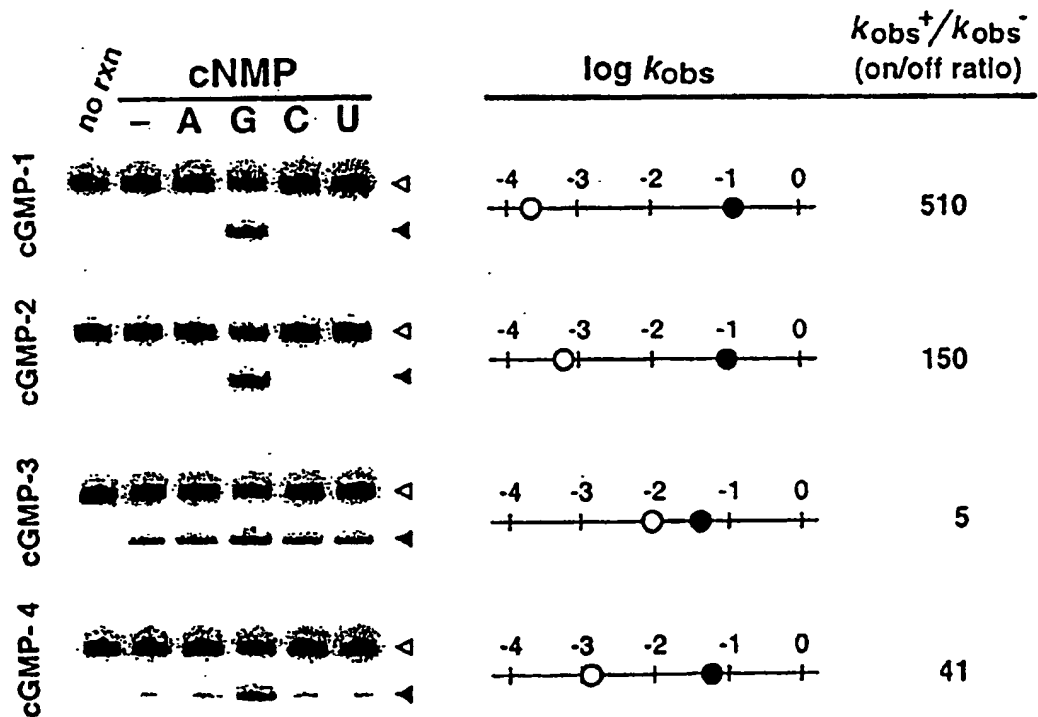 kobs+/kobs-
no rxn cNMP log kobs (on/off ratio)
– A G C U
cGMP-1 -4 -3 -2 -1 0 510
cGMP-2 -4 -3 -2 -1 0 150
cGMP-3 -4 -3 -2 -1 0 5
cGMP-4 -4 -3 -2 -1 0 41